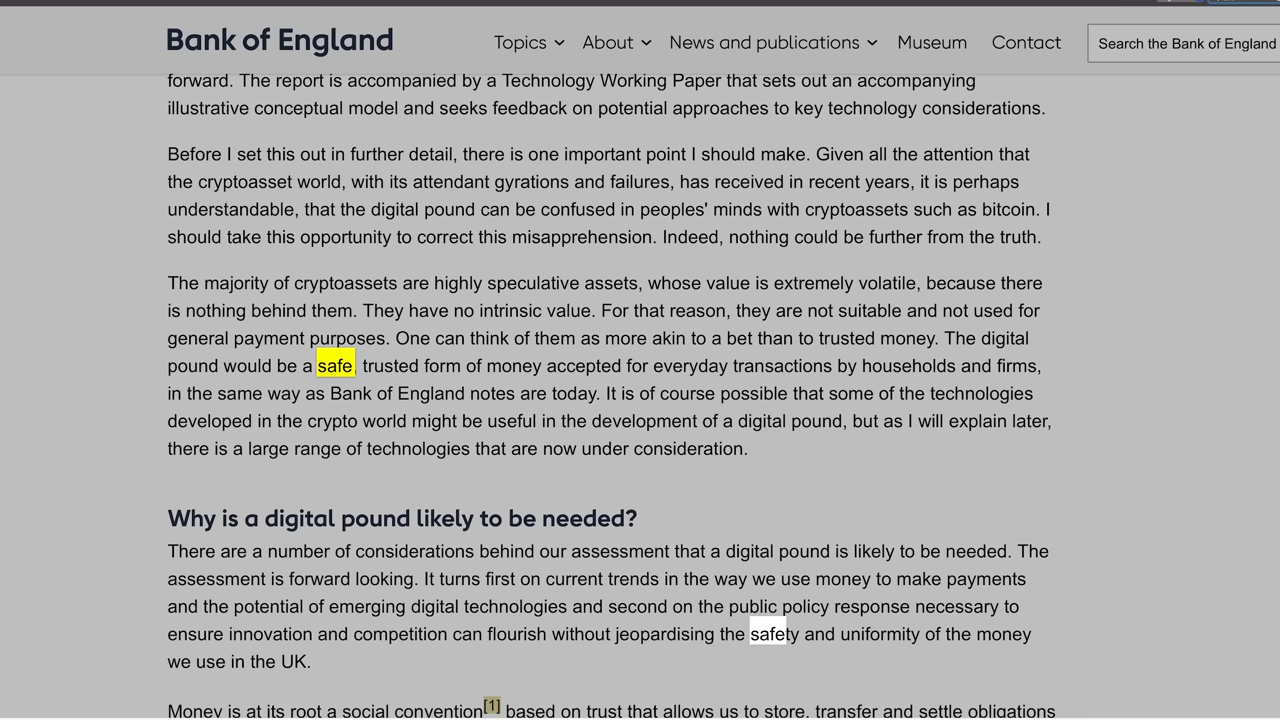 Bank of England
Topics About News and publications Museum Contact Search the Bank of England
forward. The report is accompanied by a Technology Working Paper that sets out an accompanying
illustrative conceptual model and seeks feedback on potential approaches to key technology considerations.
Before I set this out in further detail, there is one important point I should make. Given all the attention that
the cryptoasset world, with its attendant gyrations and failures, has received in recent years, it is perhaps
understandable, that the digital pound can be confused in peoples' minds with cryptoassets such as bitcoin. I
should take this opportunity to correct this misapprehension. Indeed, nothing could be further from the truth.
The majority of cryptoassets are highly speculative assets, whose value is extremely volatile, because there
is nothing behind them. They have no intrinsic value. For that reason, they are not suitable and not used for
general payment purposes. One can think of them as more akin to a bet than to trusted money. The digital
pound would be a safe, trusted form of money accepted for everyday transactions by households and firms,
in the same way as Bank of England notes are today. It is of course possible that some of the technologies
developed in the crypto world might be useful in the development of a digital pound, but as I will explain later,
there is a large range of technologies that are now under consideration.
Why is a digital pound likely to be needed?
There are a number of considerations behind our assessment that a digital pound is likely to be needed. The
assessment is forward looking. It turns first on current trends in the way we use money to make payments
and the potential of emerging digital technologies and second on the public policy response necessary to
ensure innovation and competition can flourish without jeopardising the safety and uniformity of the money
we use in the UK.
Money is at its root a social convention[1] based on trust that allows us to store, transfer and settle obligations